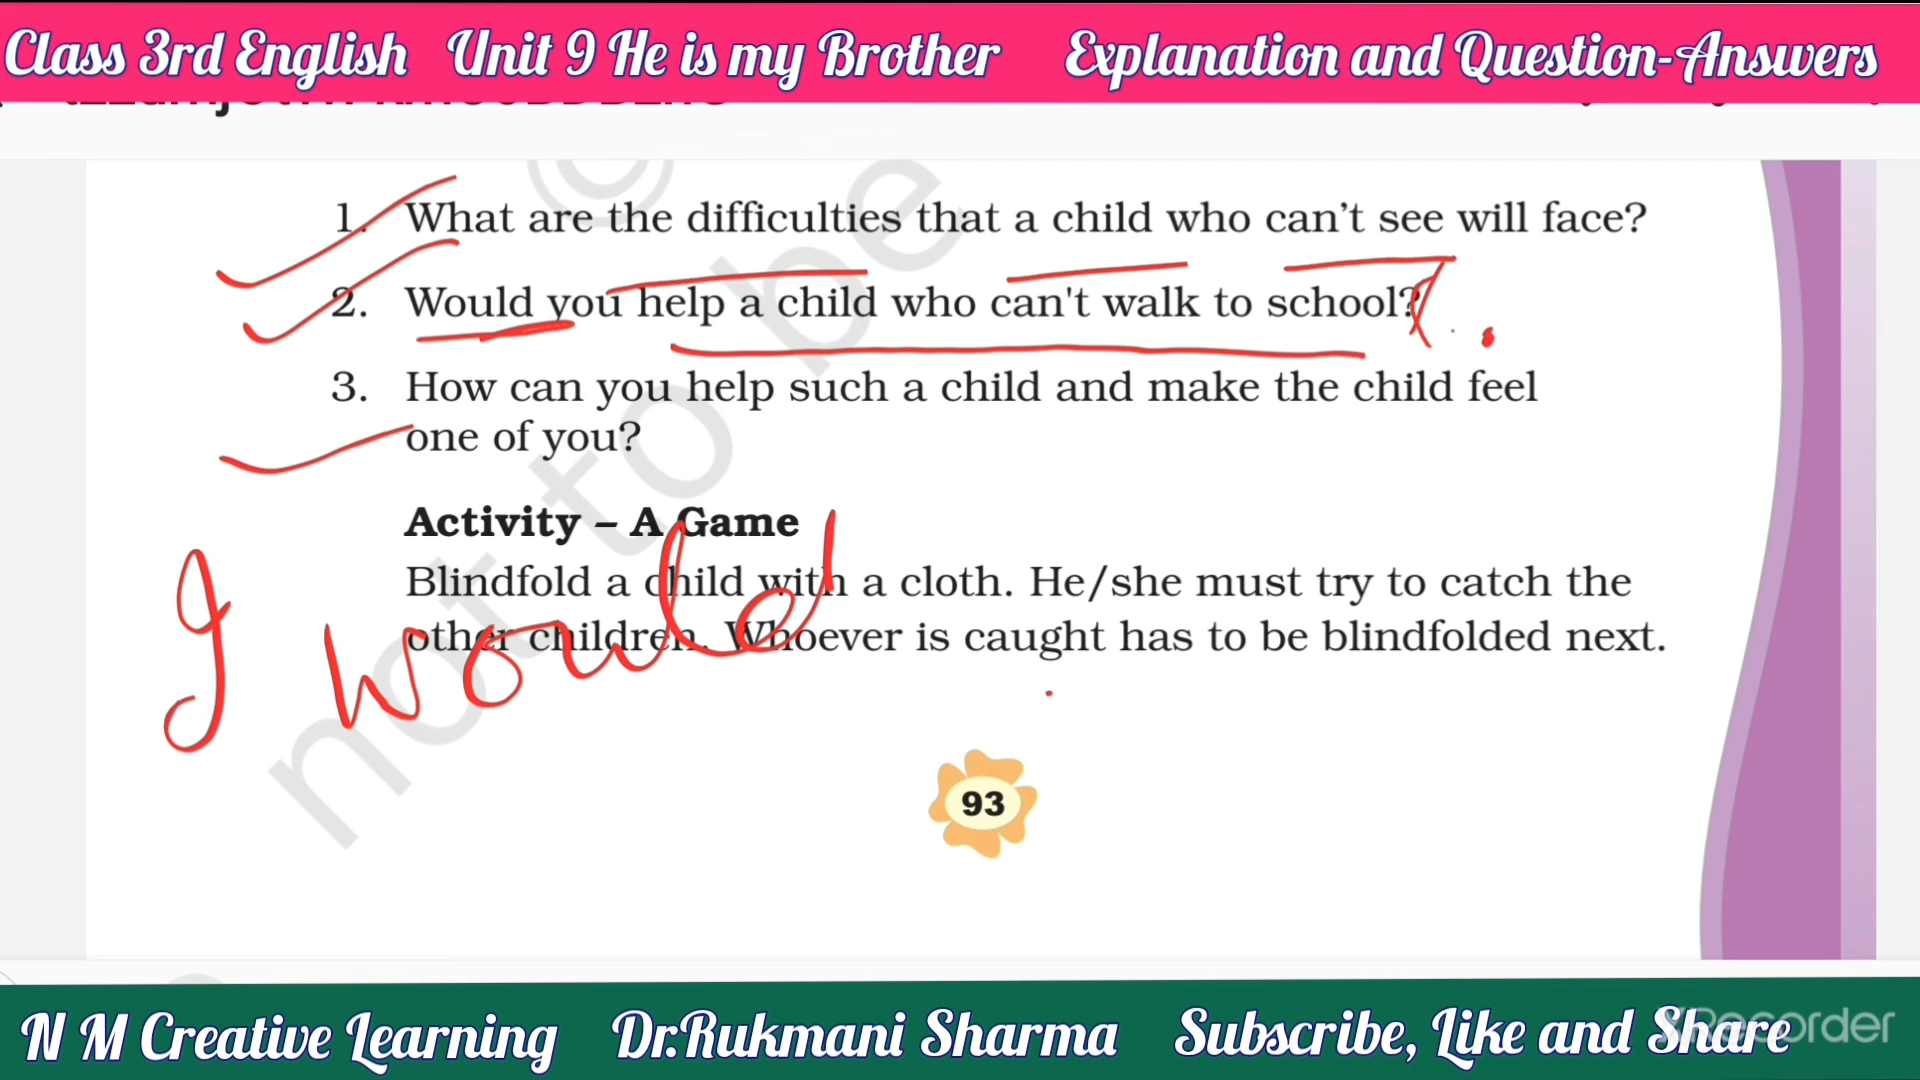 Class 3rd English Unit 9 He is my Brother Explanation and Question-Answers
1. What are the difficulties that a child who can't see will face?
2. Would you help a child who can't walk to school?
3. How can you help such a child and make the child feel
one of you?
Activity – A Game
Blindfold a child with a cloth. He/she must try to catch the
other children. Whoever is caught has to be blindfolded next.
I would
not to be
©
93
N M Creative Learning Dr.Rukmani Sharma Subscribe, Like and Share
Recorder